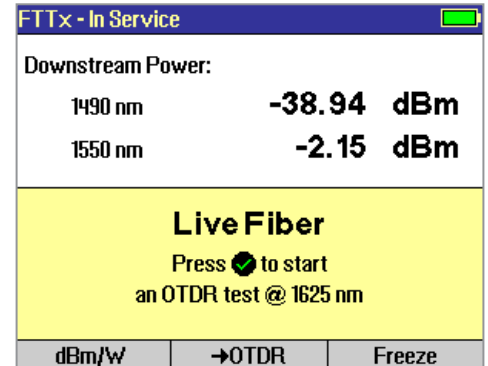 FTTx - In Service
Downstream Power:
1490 nm -38.94 dBm
1550 nm -2.15 dBm
Live Fiber
Press to start
an OTDR test @ 1625 nm
dBm/W →OTDR Freeze